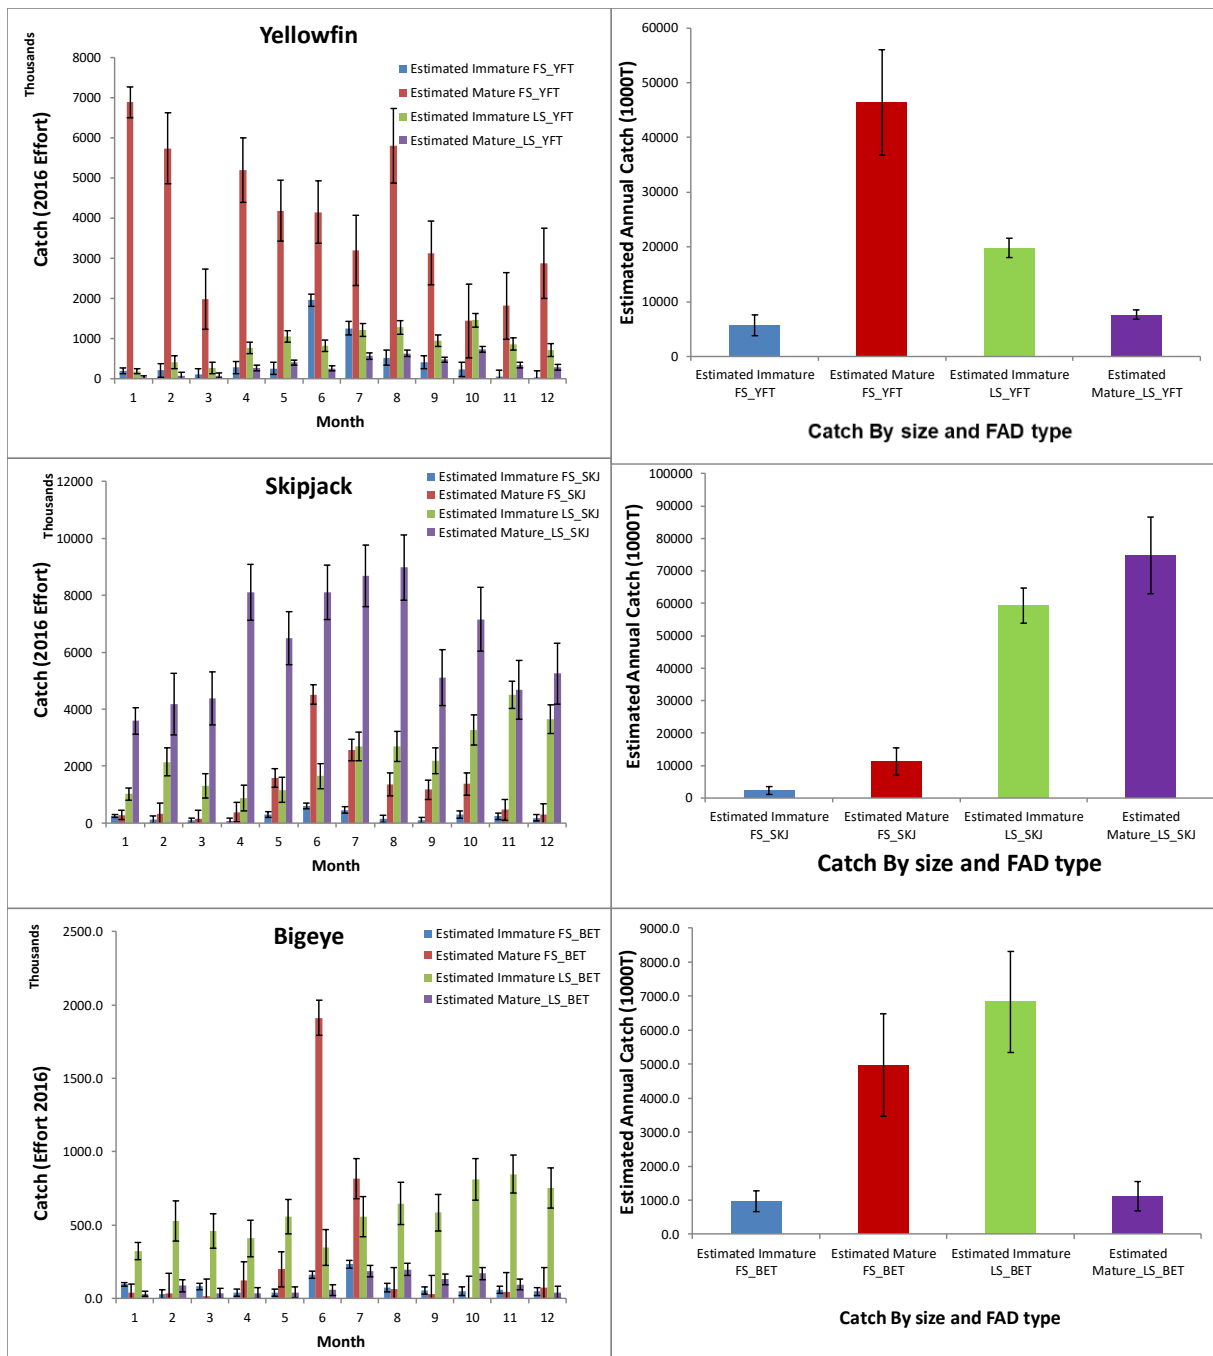 Yellowfin
Thousands
Catch (2016 Effort)
8000
7000
6000
5000
4000
3000
2000
1000
0
Estimated Immature FS_YFT
Estimated Mature FS_YFT
Estimated Immature LS_YFT
Estimated Mature_LS_YFT
1 2 3 4 5 6 7 8 9 10 11 12
Month
Estimated Annual Catch (1000T)
60000
50000
40000
30000
20000
10000
0
Estimated Immature FS_YFT
Estimated Mature FS_YFT
Estimated Immature LS_YFT
Estimated Mature_LS_YFT
Catch By size and FAD type
Skipjack
Thousands
Catch (2016 Effort)
12000
10000
8000
6000
4000
2000
0
Estimated Immature FS_SKJ
Estimated Mature FS_SKJ
Estimated Immature LS_SKJ
Estimated Mature_LS_SKJ
1 2 3 4 5 6 7 8 9 10 11 12
Month
Estimated Annual Catch (1000T)
100000
90000
80000
70000
60000
50000
40000
30000
20000
10000
0
Estimated Immature FS_SKJ
Estimated Mature FS_SKJ
Estimated Immature LS_SKJ
Estimated Mature_LS_SKJ
Catch By size and FAD type
Bigeye
Thousands
Catch (Effort 2016)
2500.0
2000.0
1500.0
1000.0
500.0
0.0
Estimated Immature FS_BET
Estimated Mature FS_BET
Estimated Immature LS_BET
Estimated Mature_LS_BET
1 2 3 4 5 6 7 8 9 10 11 12
Month
Estimated Annual Catch (1000T)
9000.0
8000.0
7000.0
6000.0
5000.0
4000.0
3000.0
2000.0
1000.0
0.0
Estimated Immature FS_BET
Estimated Mature FS_BET
Estimated Immature LS_BET
Estimated Mature_LS_BET
Catch By size and FAD type